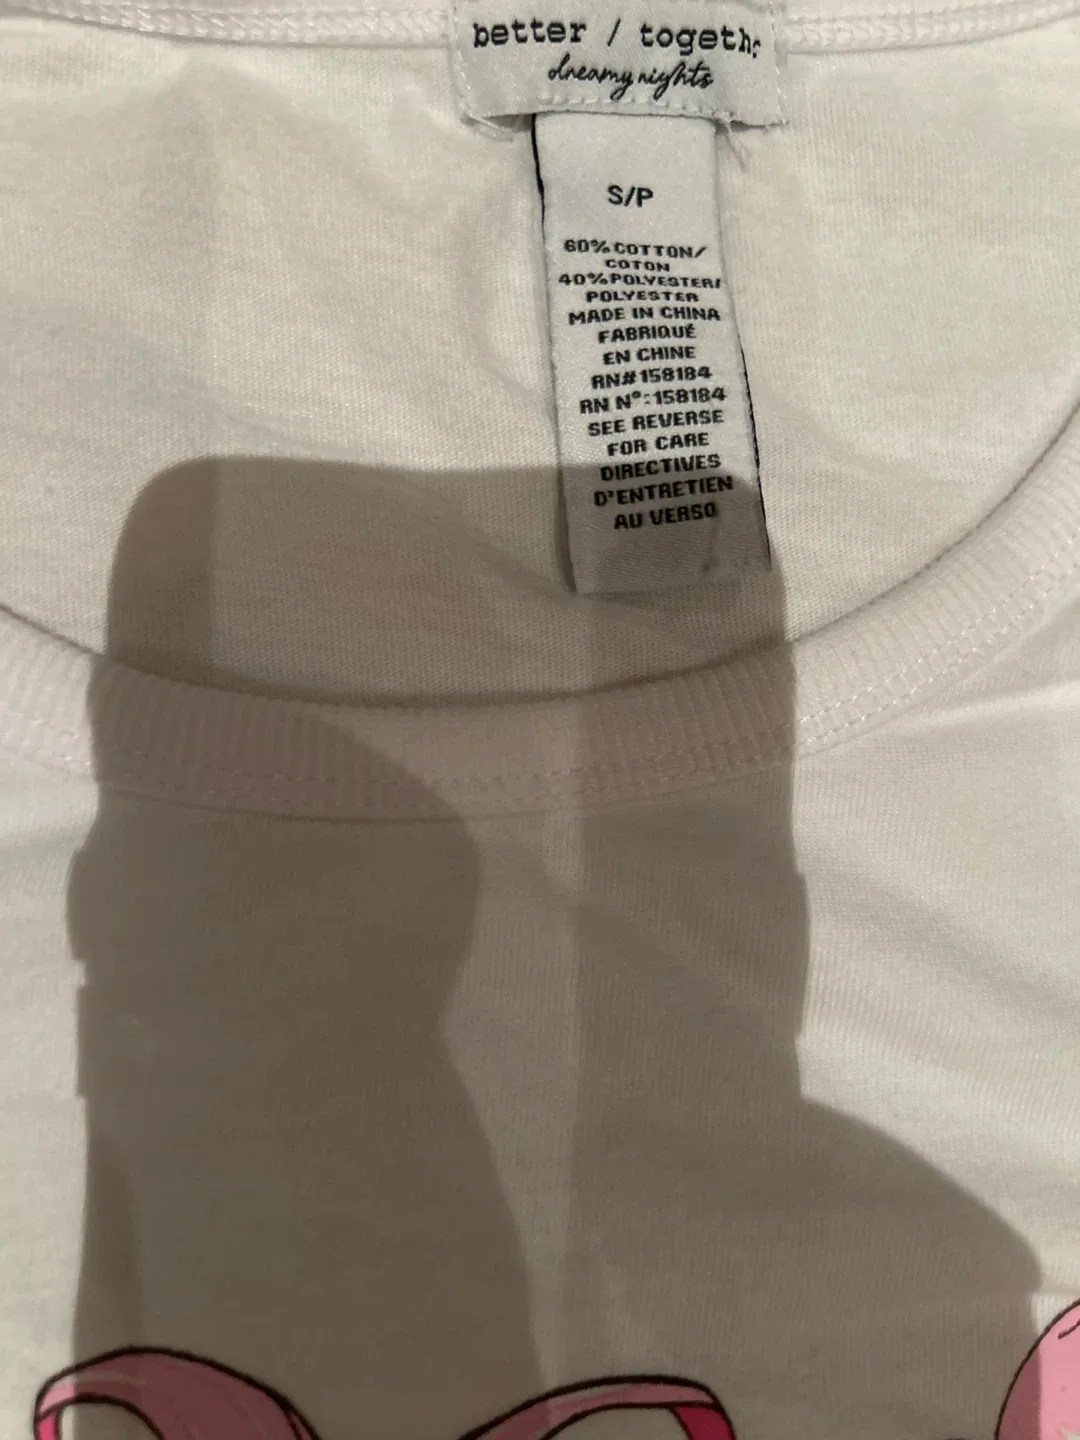 better / togeth
dreamy nights
S/P
60% COTTON/
COTON
40% POLYESTER/
POLYESTER
MADE IN CHINA
FABRIQUÉ
EN CHINE
RN#158184
RN N°:158184
SEE REVERSE
FOR CARE
DIRECTIVES
D'ENTRETIEN
AU VERSO